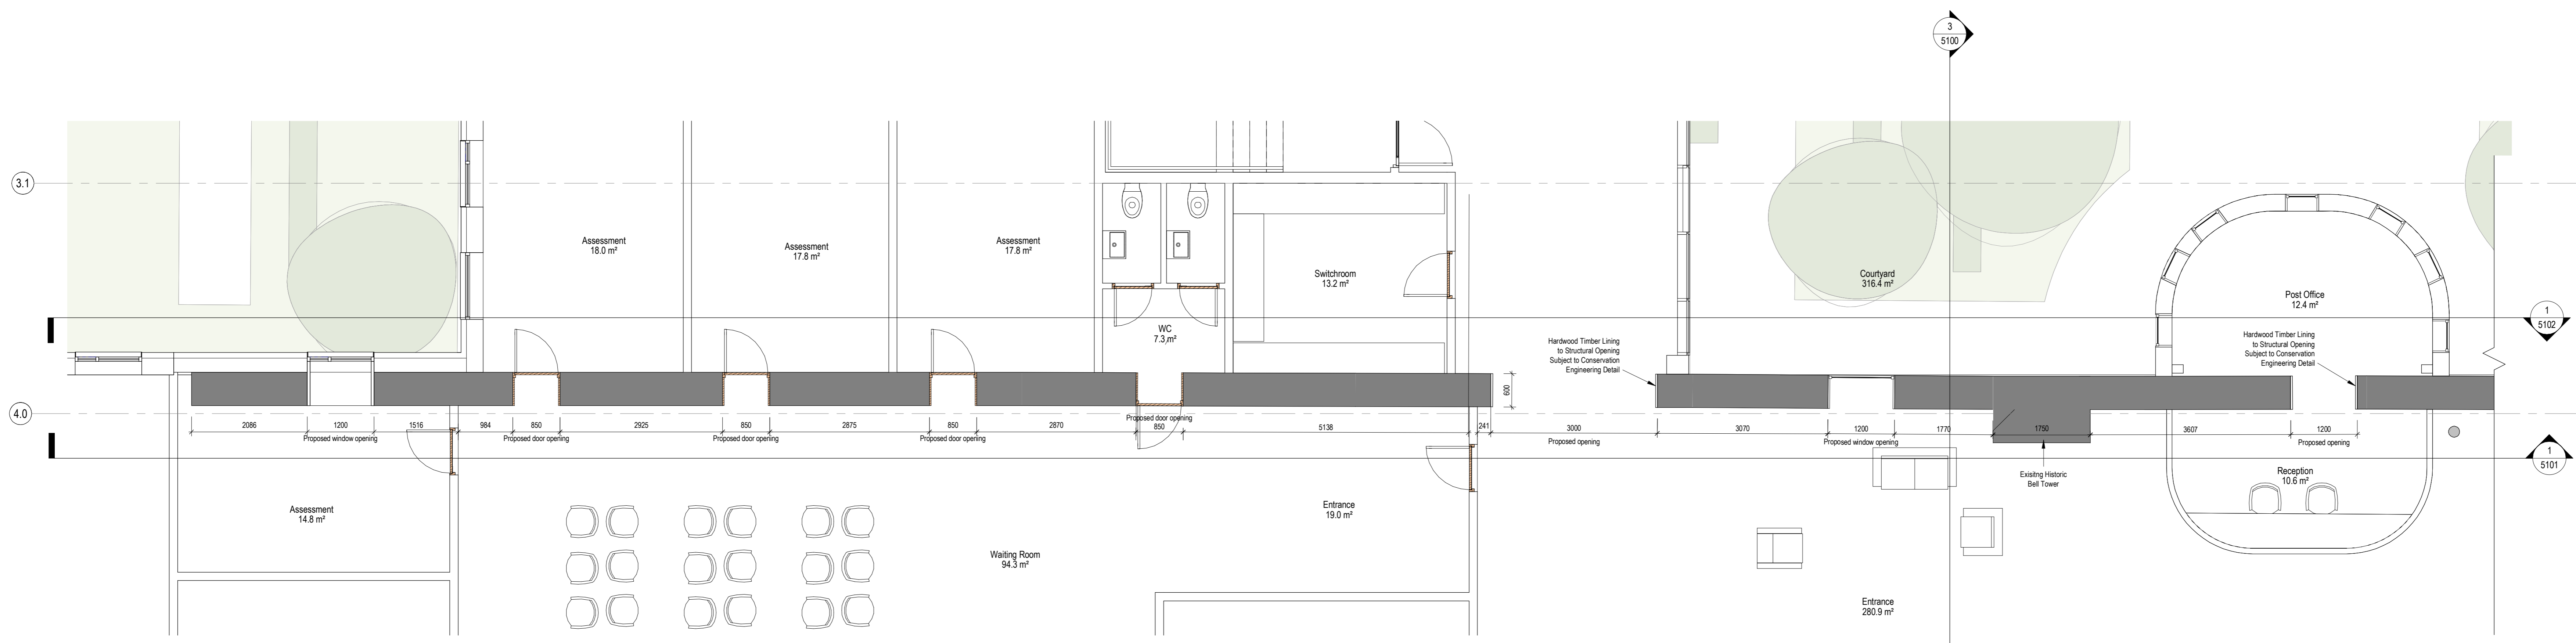 3
5100
3.1
Assessment
18.0 m²
Assessment
17.8 m²
Assessment
17.8 m²
Switchroom
13.2 m²
Courtyard
316.4 m²
Post Office
12.4 m²
WC
7.3 m²
Hardwood Timber Lining
to Structural Opening
Subject to Conservation
Engineering Detail
Hardwood Timber Lining
to Structural Opening
Subject to Conservation
Engineering Detail
1
5102
600
4.0
2086
1200
1516
984
850
2925
850
2875
850
2870
850
5138
241
3000
3070
1200
1770
1750
3607
1200
Proposed window opening
Proposed door opening
Proposed door opening
Proposed door opening
Proposed door opening
Proposed opening
Proposed window opening
Proposed opening
1
5101
Exisitng Historic
Bell Tower
Reception
10.6 m²
Assessment
14.8 m²
Entrance
19.0 m²
Waiting Room
94.3 m²
Entrance
280.9 m²